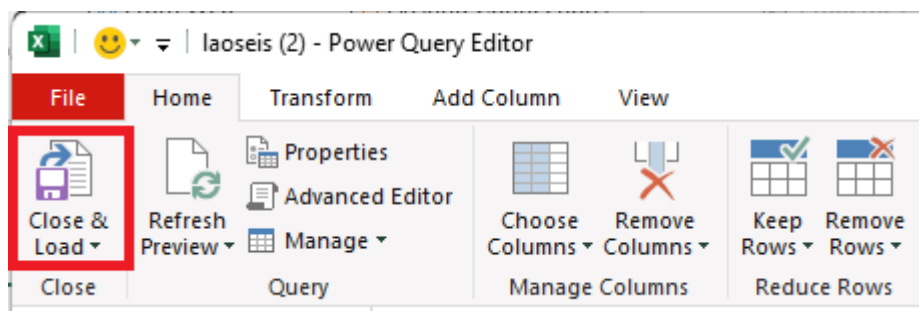 laoseis (2) - Power Query Editor
File Home Transform Add Column View
Close & Load
Refresh Preview
Properties
Advanced Editor
Manage
Choose Columns
Remove Columns
Keep Rows
Remove Rows
Close Query Manage Columns Reduce Rows